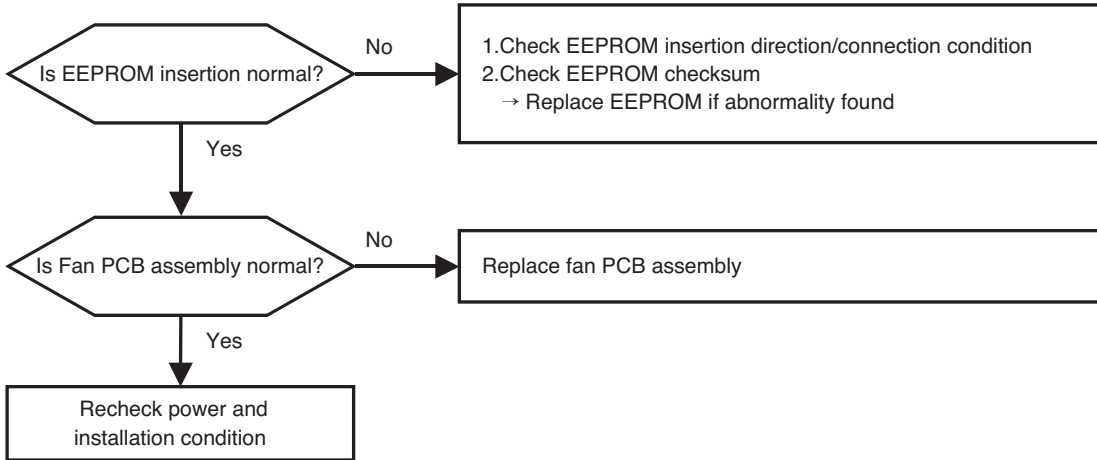 Is EEPROM insertion normal?
No
1.Check EEPROM insertion direction/connection condition
2.Check EEPROM checksum
→ Replace EEPROM if abnormality found
Yes
Is Fan PCB assembly normal?
No
Replace fan PCB assembly
Yes
Recheck power and
installation condition